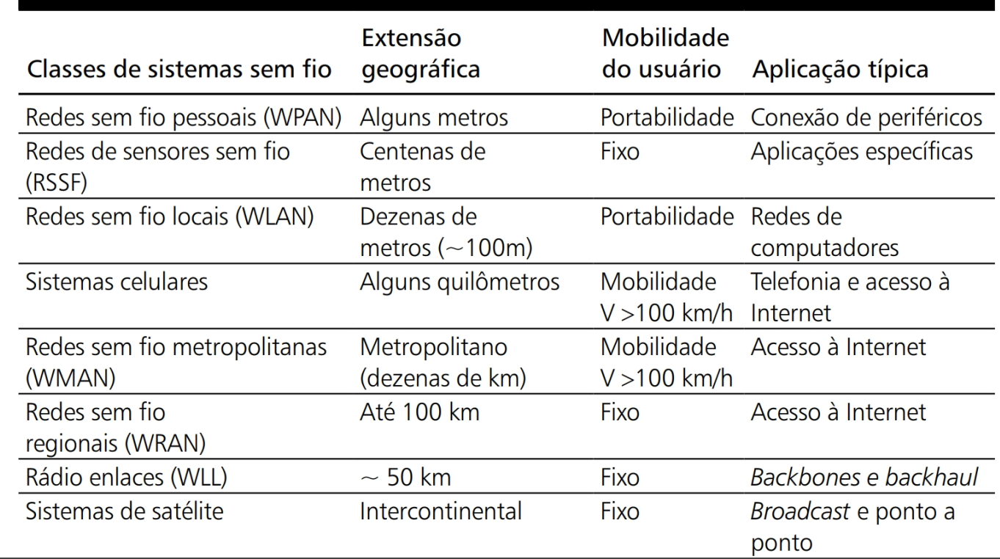 Classes de sistemas sem fio Extensão geográfica Mobilidade do usuário Aplicação típica
Redes sem fio pessoais (WPAN) Alguns metros Portabilidade Conexão de periféricos
Redes de sensores sem fio (RSSF) Centenas de metros Fixo Aplicações específicas
Redes sem fio locais (WLAN) Dezenas de metros (~100m) Portabilidade Redes de computadores
Sistemas celulares Alguns quilômetros Mobilidade V >100 km/h Telefonia e acesso à Internet
Redes sem fio metropolitanas (WMAN) Metropolitano (dezenas de km) Mobilidade V >100 km/h Acesso à Internet
Redes sem fio regionais (WRAN) Até 100 km Fixo Acesso à Internet
Rádio enlaces (WLL) ~ 50 km Fixo Backbones e backhaul
Sistemas de satélite Intercontinental Fixo Broadcast e ponto a ponto